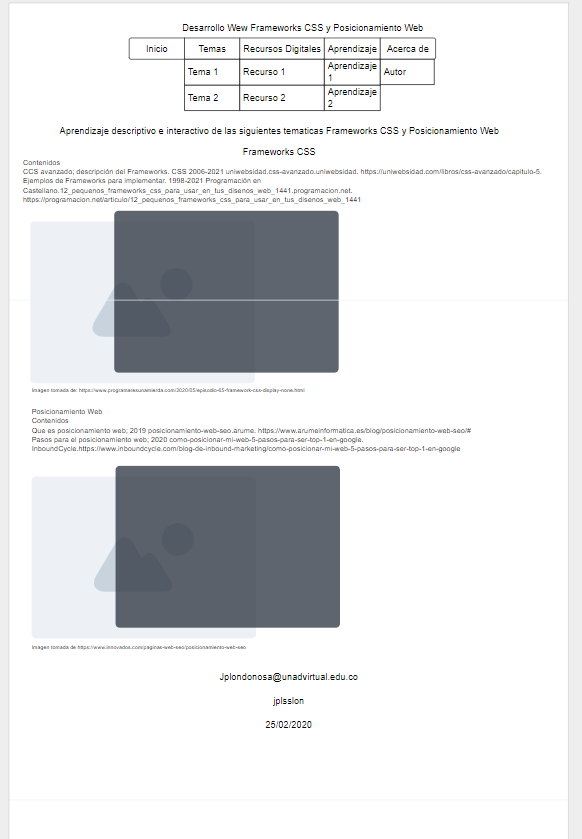 Desarrollo Wew Frameworks CSS y Posicionamiento Web
Inicio Temas Recursos Digitales Aprendizaje Acerca de
Tema 1 Recurso 1 Aprendizaje 1 Autor
Tema 2 Recurso 2 Aprendizaje 2
Aprendizaje descriptivo e interactivo de las siguientes tematicas Frameworks CSS y Posicionamiento Web
Frameworks CSS
Contenidos
CCS avanzado; descripción del Frameworks. CSS 2006-2021 uniwebsidad.css-avanzado.uniwebsidad. https://uniwebsidad.com/libros/css-avanzado/capitulo-5.
Ejemplos de Frameworks para implementar. 1998-2021 Programación en
Castellano.12_pequenos_frameworks_css_para_usar_en_tus_disenos_web_1441.programacion.net.
https://programacion.net/articulo/12_pequenos_frameworks_css_para_usar_en_tus_disenos_web_1441
Imagen tomada de: https://www.programaresunamierda.com/2020/05/episodio-65-framework-css-display-none.html
Posicionamiento Web
Contenidos
Que es posicionamiento web; 2019 posicionamiento-web-seo.arume; https://www.arumeinformatica.es/blog/posicionamiento-web-seo/#
Pasos para el posicionamiento web; 2020 como-posicionar-mi-web-5-pasos-para-ser-top-1-en-google.
InboundCycle.https://www.inboundcycle.com/blog-de-inbound-marketing/como-posicionar-mi-web-5-pasos-para-ser-top-1-en-google
Imagen tomada de https://www.innovados.com/paginas-web-seo/posicionamiento-web-seo
Jplondonosa@unadvirtual.edu.co
jplsslon
25/02/2020